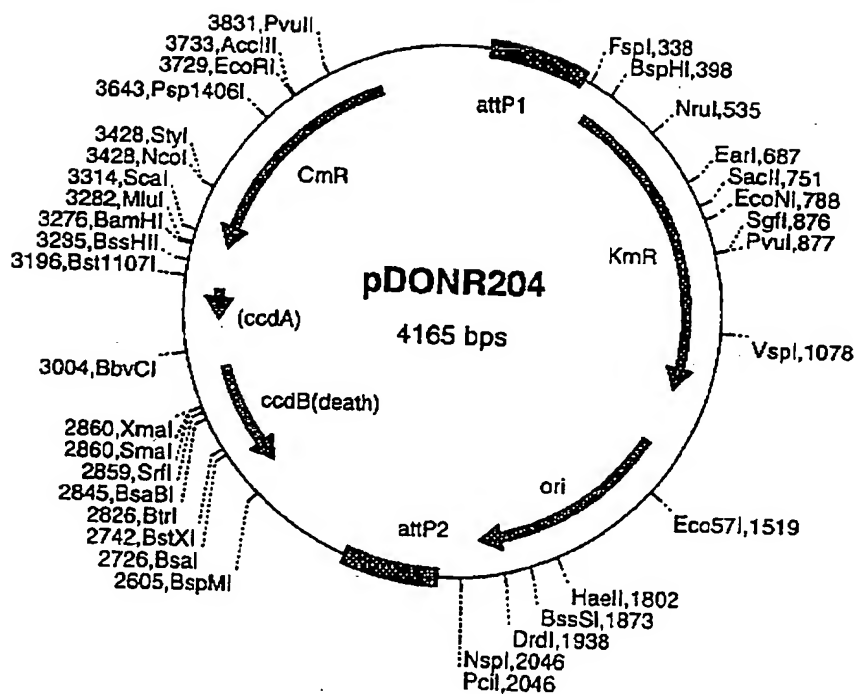 3831,PvuII
3733,AccIII
3729,EcoRI
3643,Psp1406I
3428,StyI
3428,NcoI
3314,ScaI
3282,MluI
3276,BamHI
3235,BssHII
3196,Bst1107I
3004,BbvCI
2860,XmaI
2860,SmaI
2859,SrfI
2845,BsaBI
2826,BtrI
2742,BstXI
2726,BsaI
2605,BspMI
attP1
CmR
(ccdA)
ccdB(death)
attP2
ori
KmR
pDONR204
4165 bps
FspI,338
BspHI,398
NruI,535
EarI,687
SacII,751
EcoNI,788
SgfI,876
PvuI,877
VspI,1078
Eco57I,1519
HaeII,1802
BssSI,1873
DrdI,1938
NspI,2046
PciI,2046